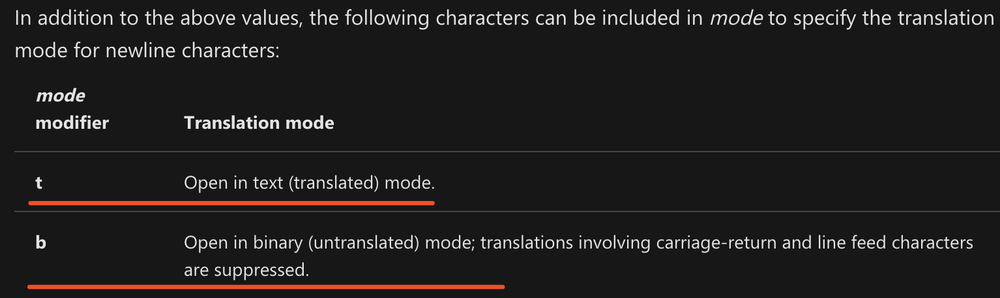 In addition to the above values, the following characters can be included in mode to specify the translation
mode for newline characters:
mode
modifier Translation mode
t Open in text (translated) mode.
b Open in binary (untranslated) mode; translations involving carriage-return and line feed characters
are suppressed.